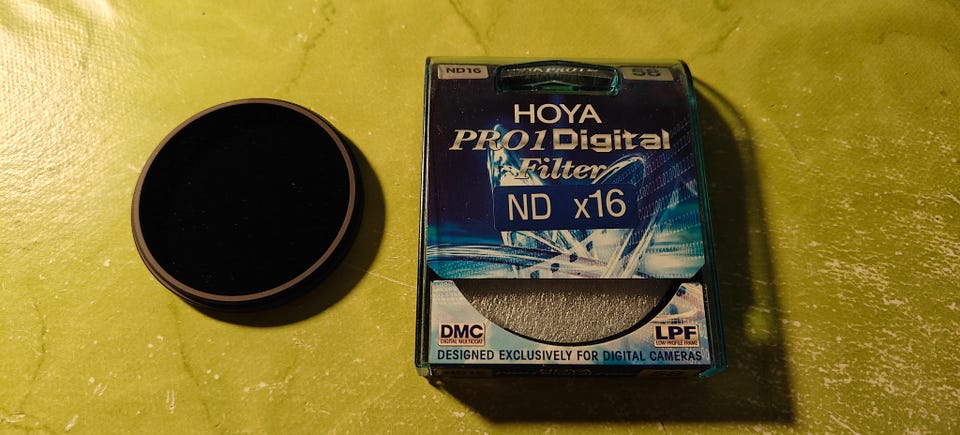 ND16
58
HOYA
PRO1 Digital
Filter
ND x16
DMC
DIGITAL MULTICOAT
LPF
LOW PROFILE FRAME
DESIGNED EXCLUSIVELY FOR DIGITAL CAMERAS
HOYA